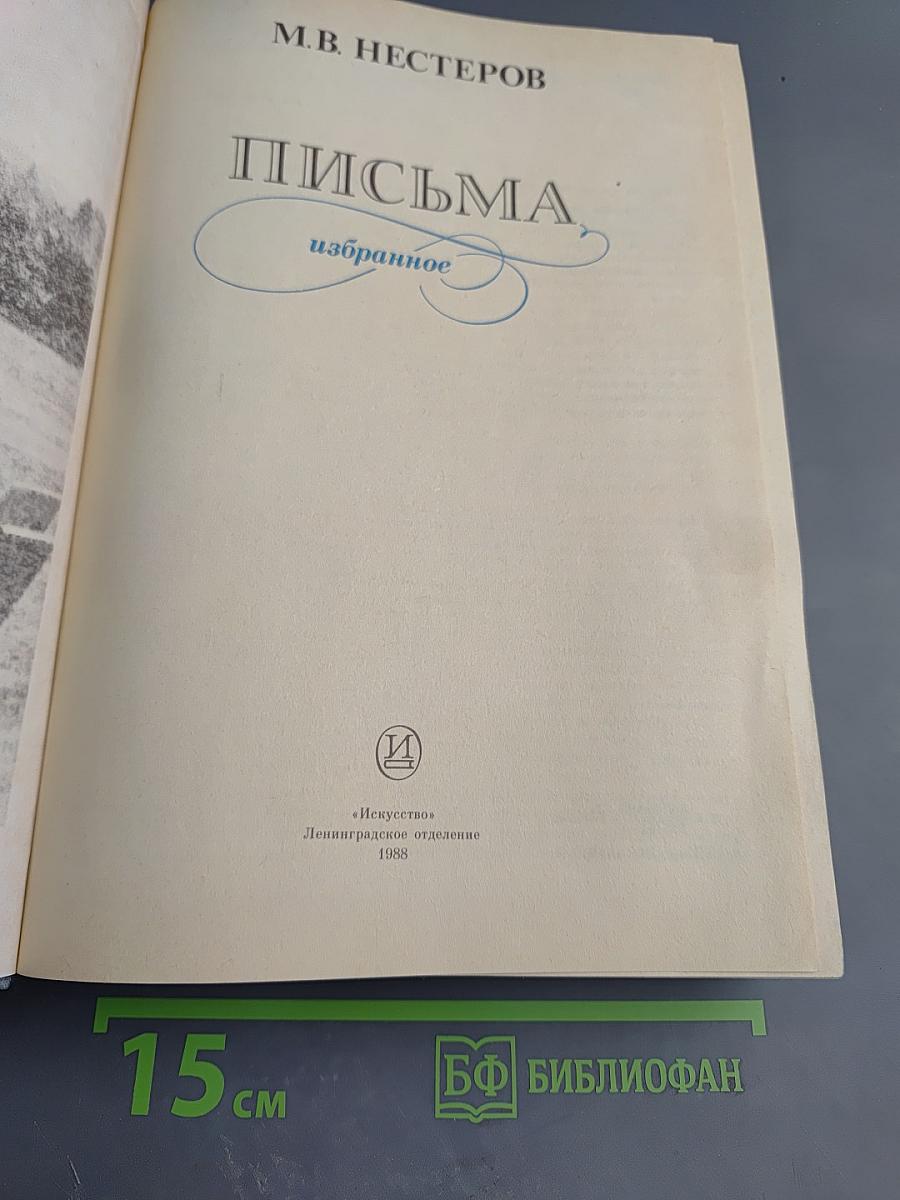 М. В. НЕСТЕРОВ
ПИСЬМА
избранное
И
«Искусство»
Ленинградское отделение
1988
15 см
БФ БИБЛИОФАН